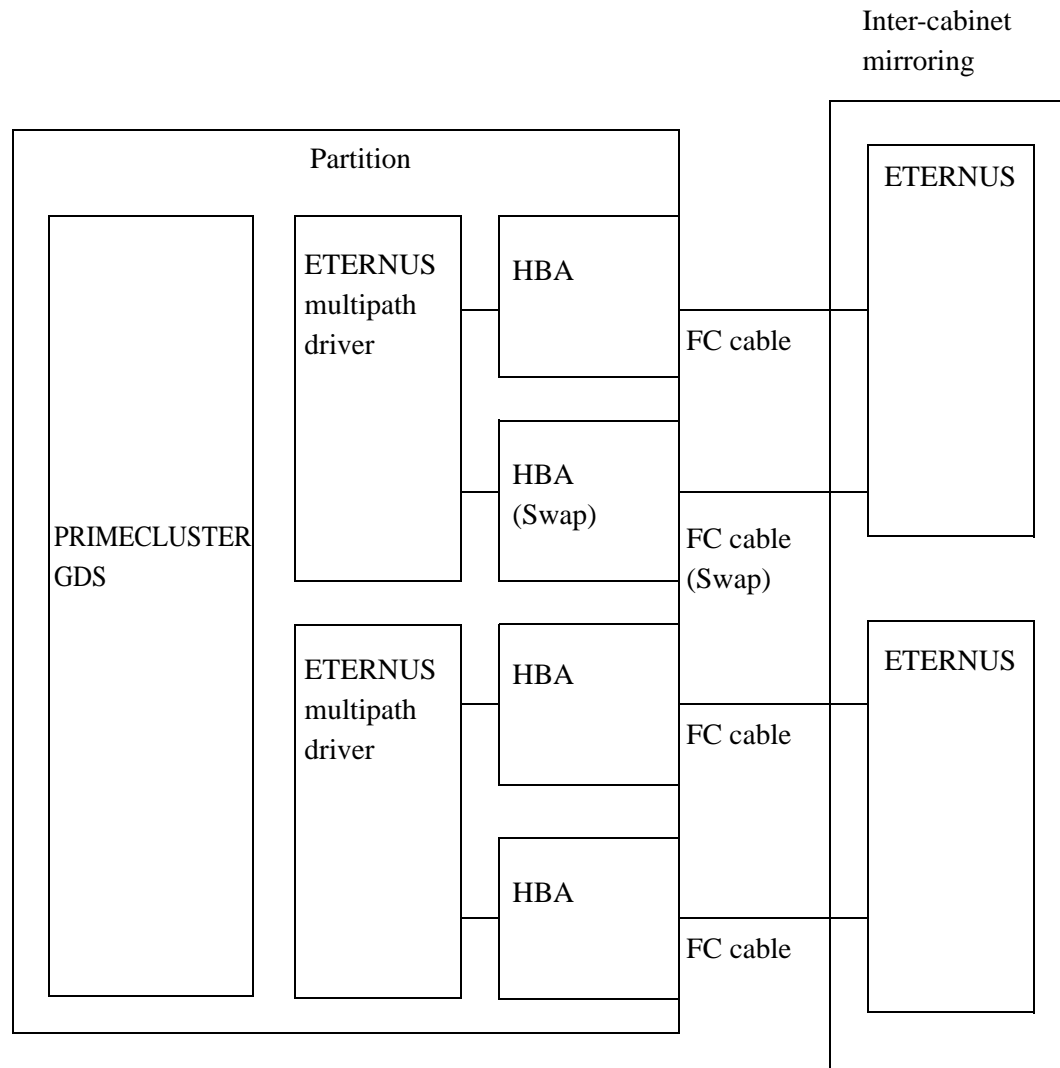 Inter-cabinet
mirroring
Partition
ETERNUS
ETERNUS
multipath
driver
HBA
FC cable
HBA
(Swap)
FC cable
(Swap)
PRIMECLUSTER
GDS
ETERNUS
multipath
driver
HBA
FC cable
ETERNUS
HBA
FC cable